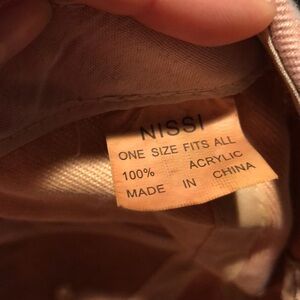 NISSI
ONE SIZE FITS ALL
100% ACRYLIC
MADE IN CHINA